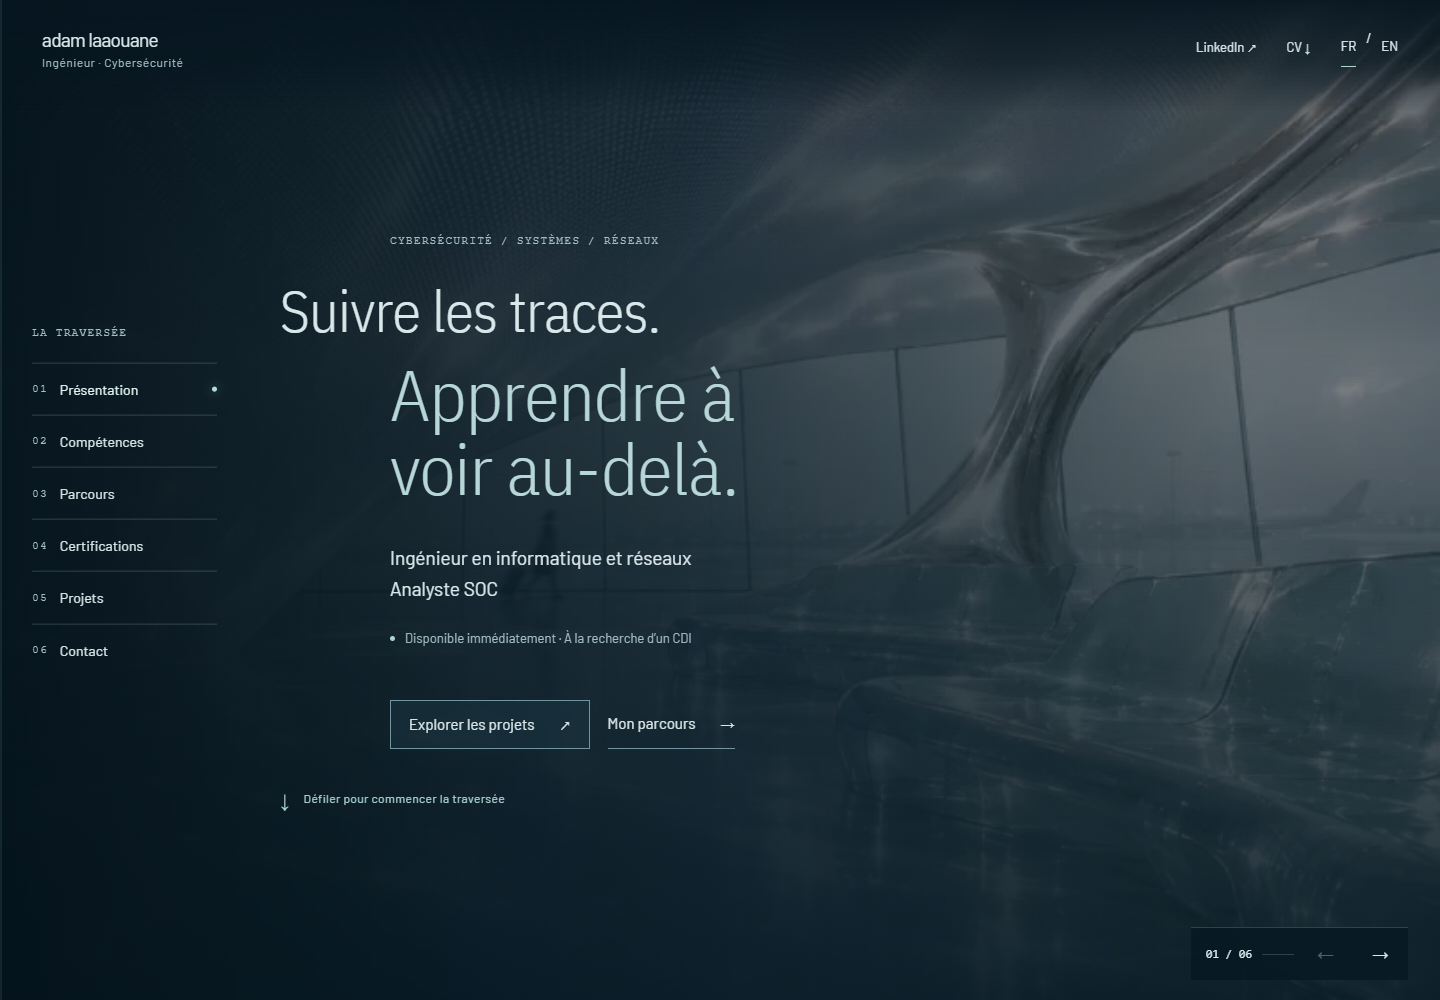 adam laaouane
Ingénieur · Cybersécurité
LinkedIn ↗
CV ↓
FR / EN
CYBERSÉCURITÉ / SYSTÈMES / RÉSEAUX
Suivre les traces.
Apprendre à
voir au-delà.
LA TRAVERSÉE
01 Présentation
02 Compétences
03 Parcours
04 Certifications
05 Projets
06 Contact
Ingénieur en informatique et réseaux
Analyste SOC
Disponible immédiatement · À la recherche d'un CDI
Explorer les projets ↗
Mon parcours →
↓ Défiler pour commencer la traversée
01 / 06 ← →